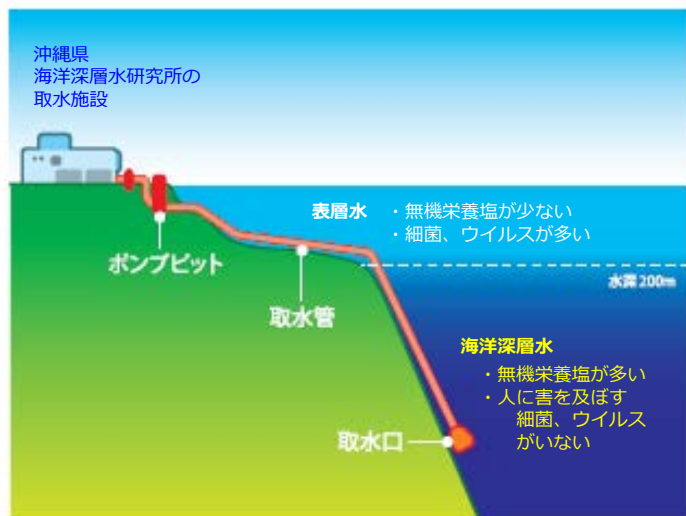 沖縄県
海洋深層水研究所の
取水施設
表層水 ・無機栄養塩が少ない
・細菌、ウイルスが多い
ポンプピット
水深200m
取水管
海洋深層水
・無機栄養塩が多い
・人に害を及ぼす
細菌、ウイルス
がいない
取水口